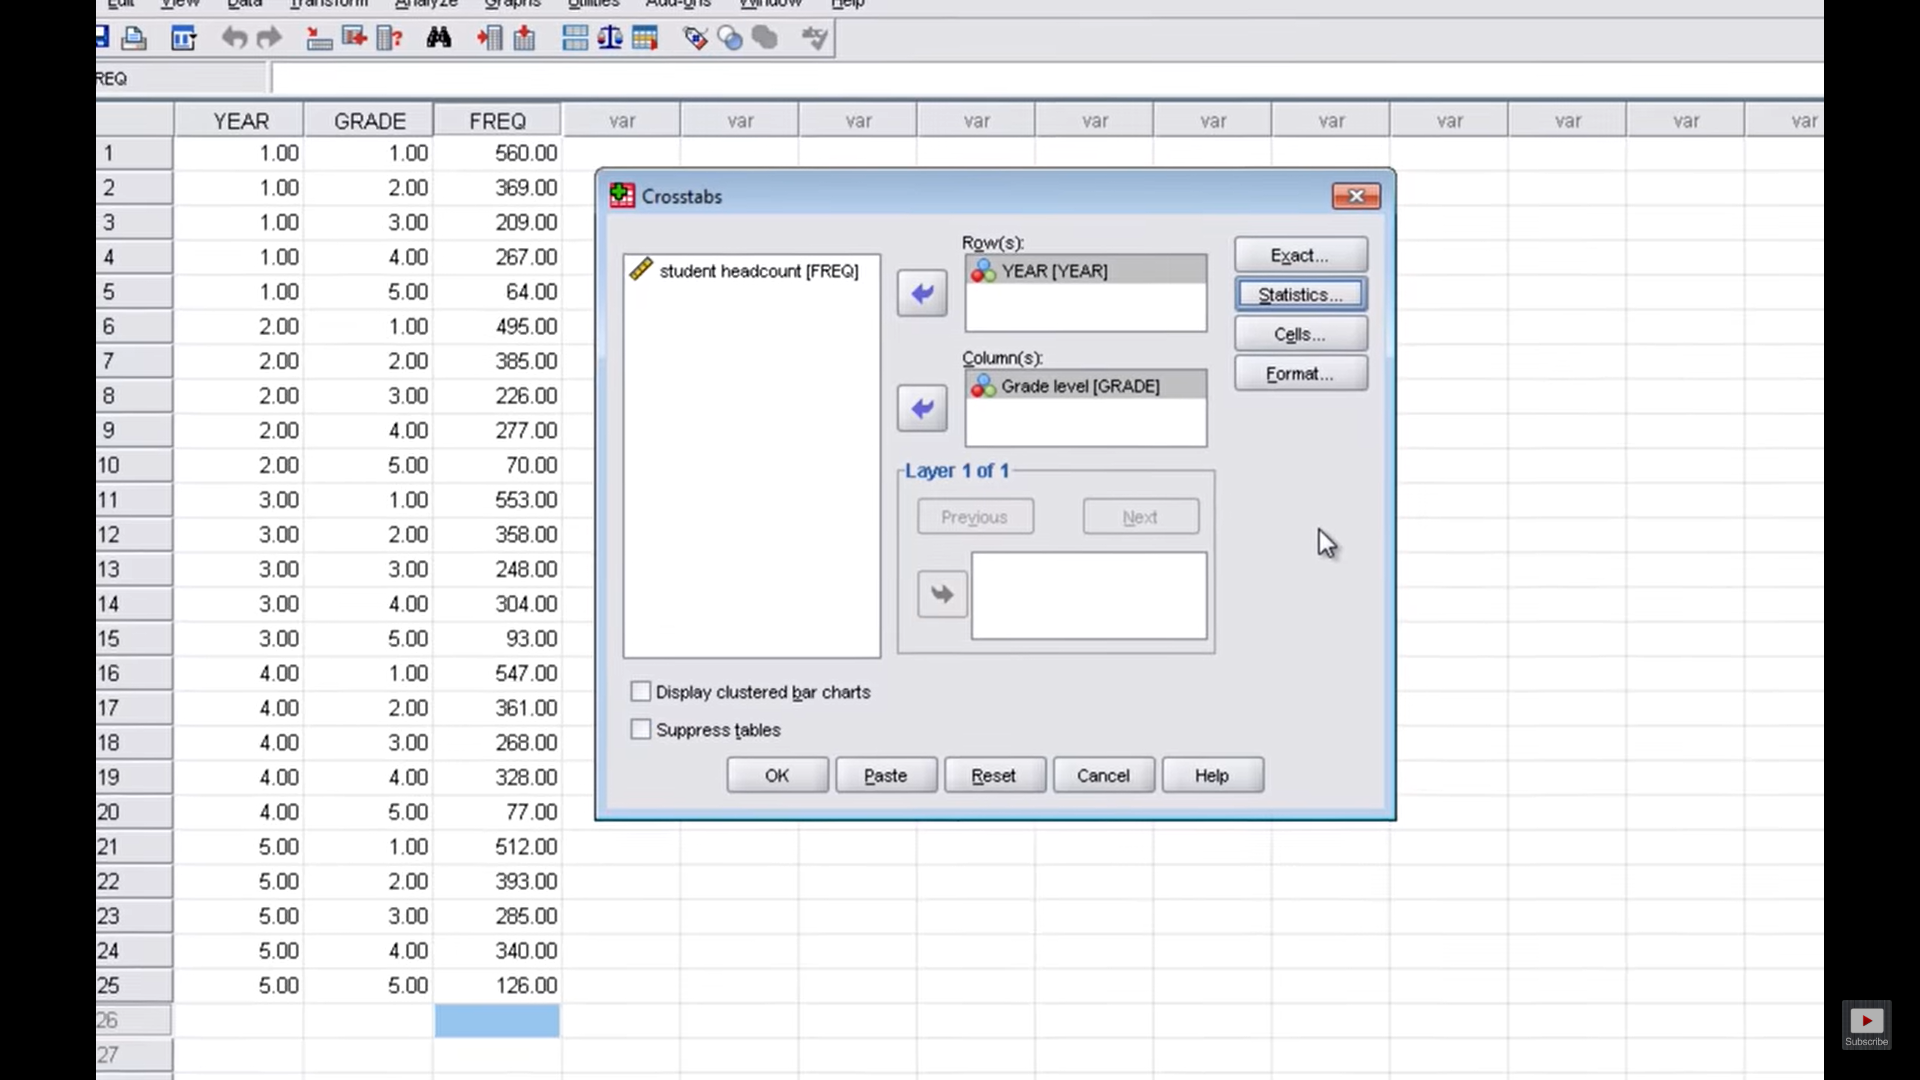 Edit View Data Transform Analyze Graphs Utilities Add-ons Window Help
REQ
YEAR GRADE FREQ var var var var var var var var var var var
1 1.00 1.00 560.00
2 1.00 2.00 369.00
3 1.00 3.00 209.00
4 1.00 4.00 267.00
5 1.00 5.00 64.00
6 2.00 1.00 495.00
7 2.00 2.00 385.00
8 2.00 3.00 226.00
9 2.00 4.00 277.00
10 2.00 5.00 70.00
11 3.00 1.00 553.00
12 3.00 2.00 358.00
13 3.00 3.00 248.00
14 3.00 4.00 304.00
15 3.00 5.00 93.00
16 4.00 1.00 547.00
17 4.00 2.00 361.00
18 4.00 3.00 268.00
19 4.00 4.00 328.00
20 4.00 5.00 77.00
21 5.00 1.00 512.00
22 5.00 2.00 393.00
23 5.00 3.00 285.00
24 5.00 4.00 340.00
25 5.00 5.00 126.00
26
27
Crosstabs
student headcount [FREQ]
Row(s):
YEAR [YEAR]
Column(s):
Grade level [GRADE]
Layer 1 of 1
Previous Next
Exact...
Statistics...
Cells...
Format...
Display clustered bar charts
Suppress tables
OK Paste Reset Cancel Help
Subscribe